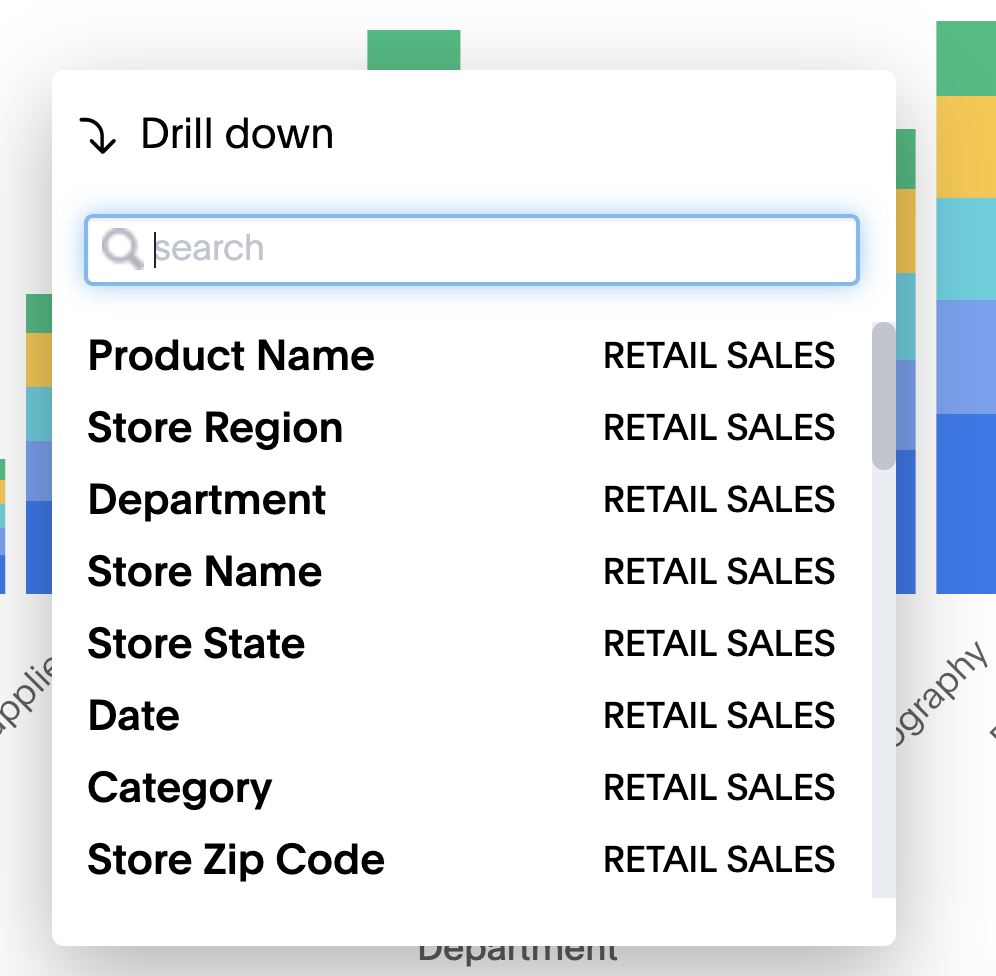 Drill down
search
Product Name RETAIL SALES
Store Region RETAIL SALES
Department RETAIL SALES
Store Name RETAIL SALES
Store State RETAIL SALES
Date RETAIL SALES
Category RETAIL SALES
Store Zip Code RETAIL SALES
Department